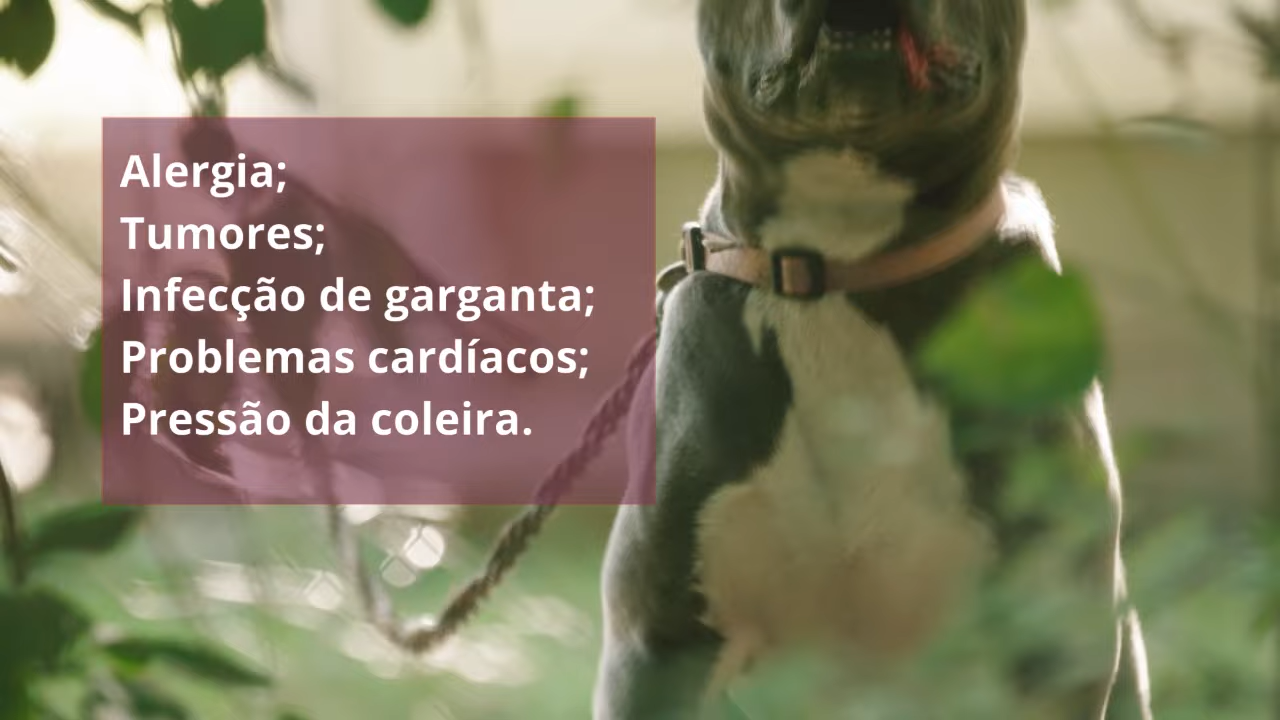 Alergia;
Tumores;
Infecção de garganta;
Problemas cardíacos;
Pressão da coleira.